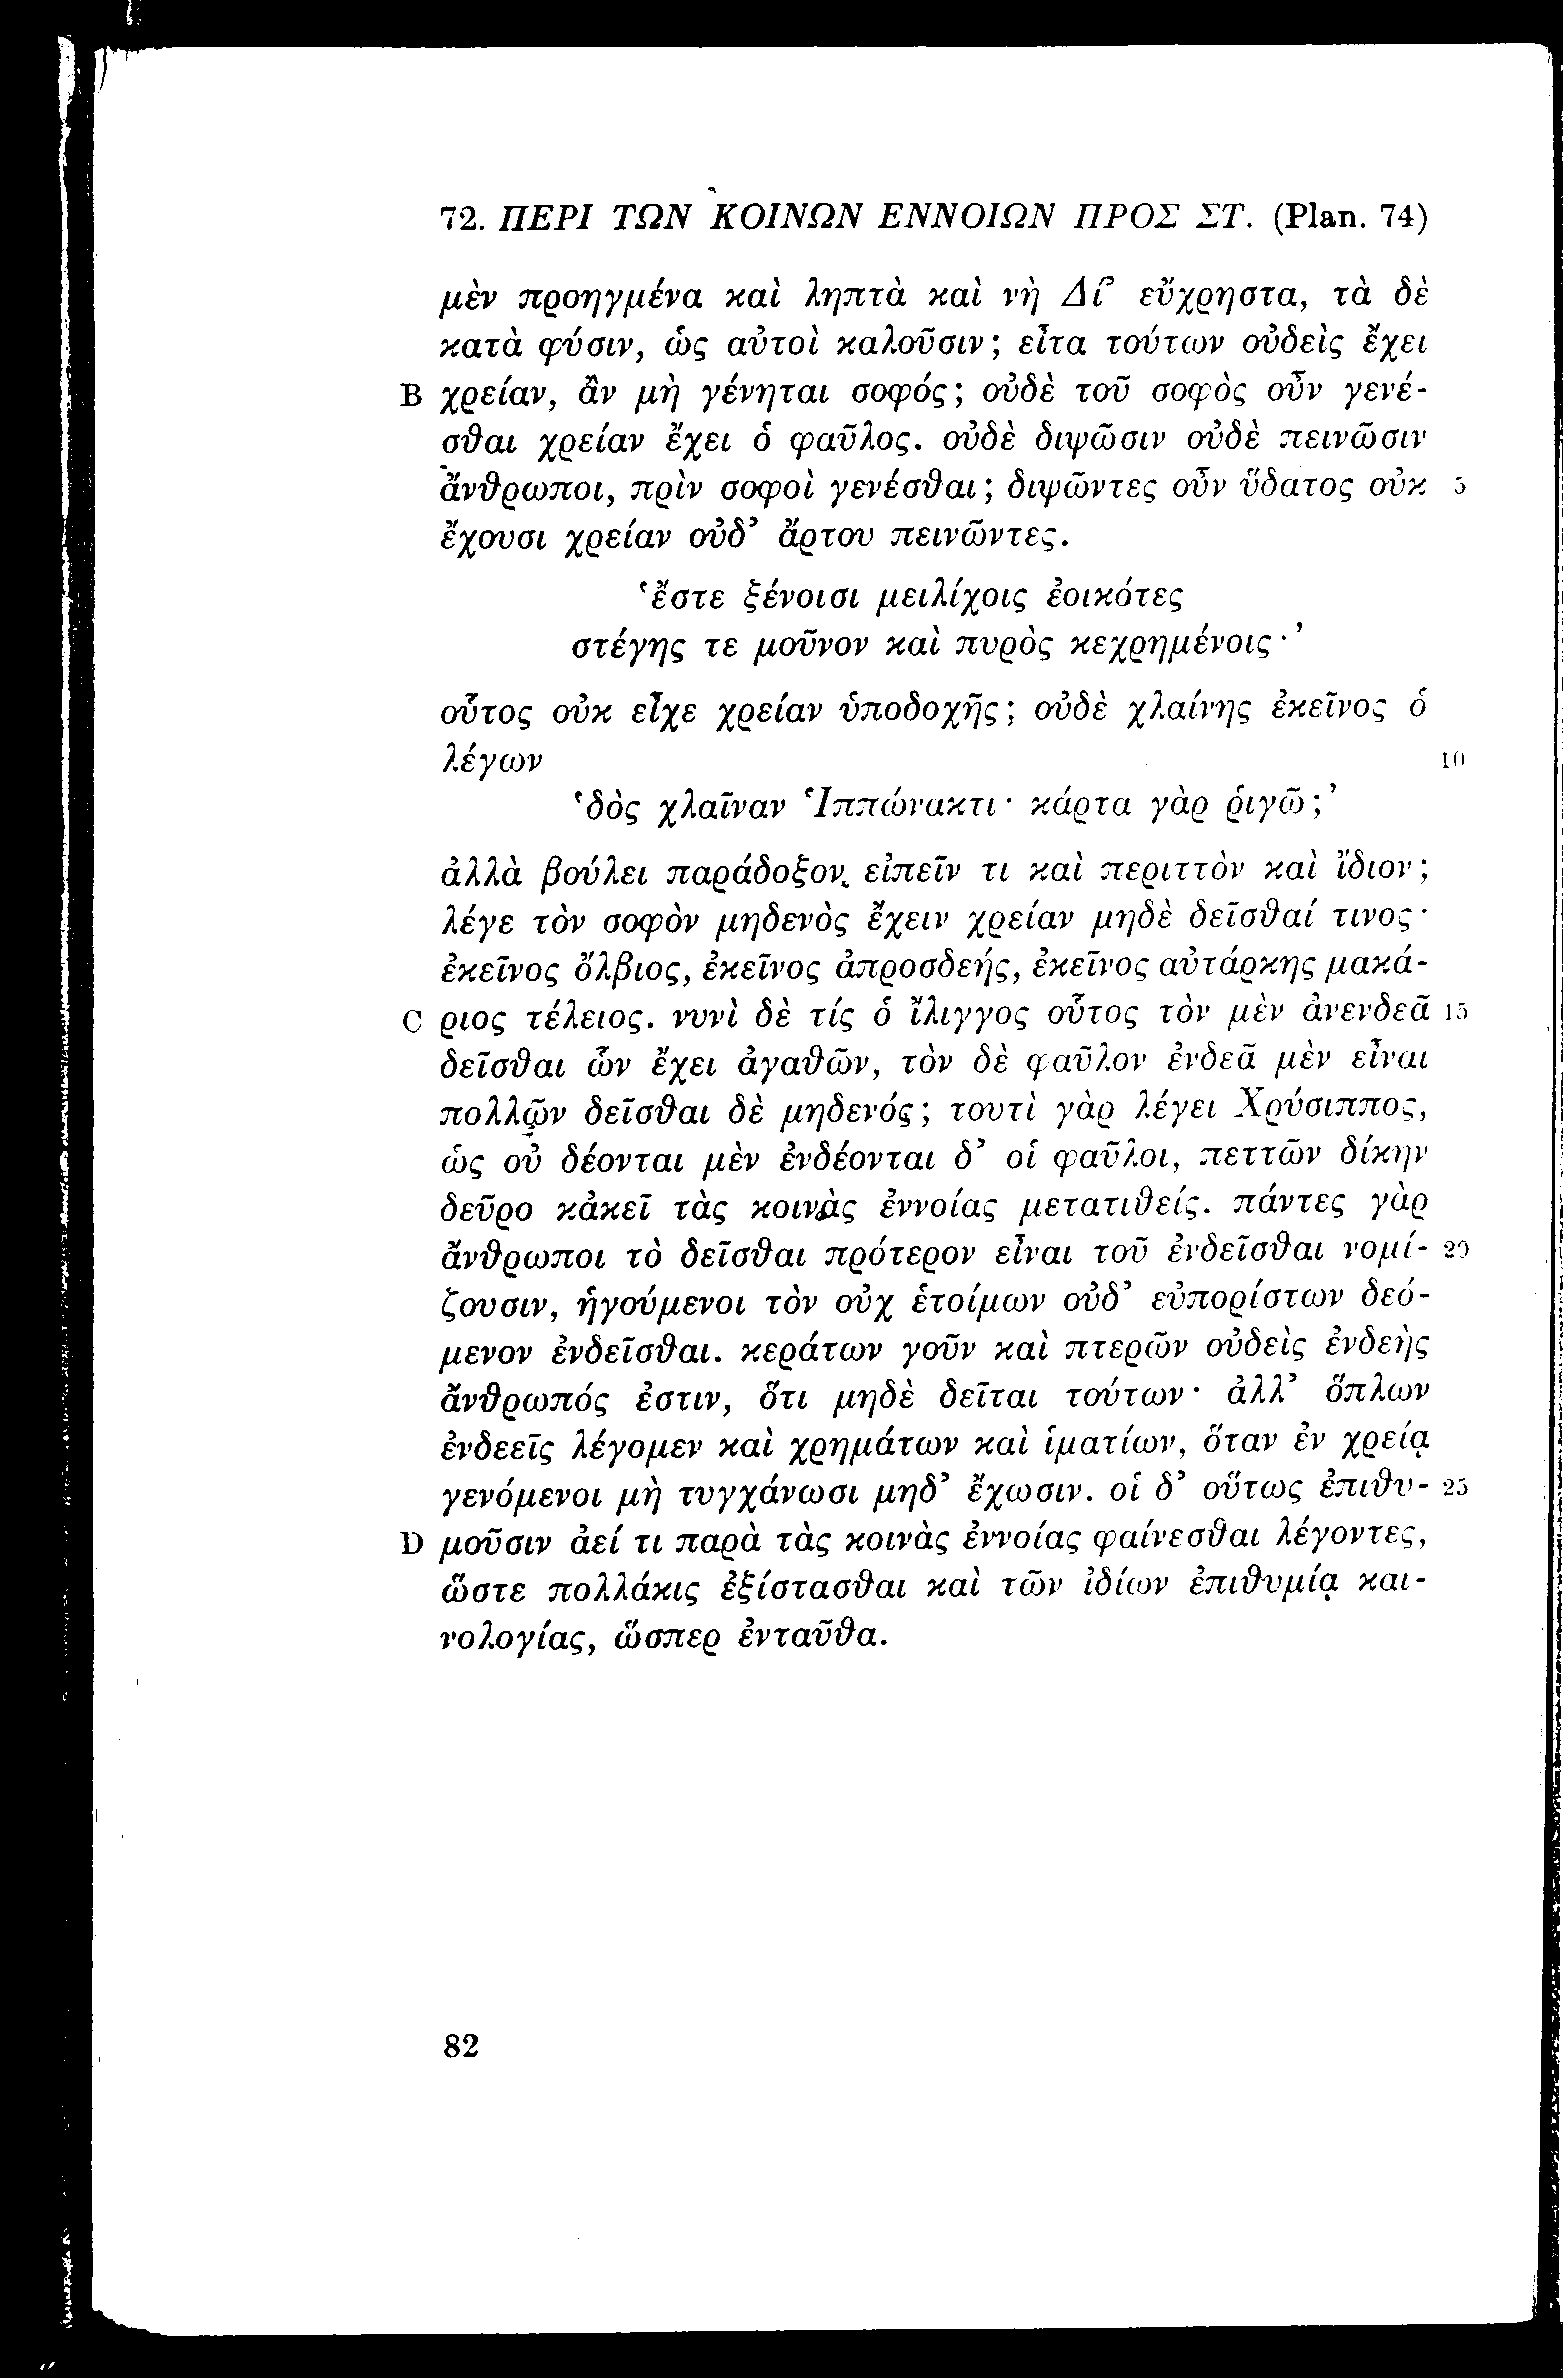 72. ΠΕΡΙ ΤΩΝ ΚΟΙΝΩΝ ΕΝΝΟΙΩΝ ΠΡΟΣ ΣΤ. (Plan. 74)
μὲν προηγμένα καὶ ληπτὰ καὶ νὴ Δί’ εὔχρηστα, τὰ δὲ
κατὰ φύσιν, ὡς αὐτοὶ καλοῦσιν; εἶτα τούτων οὐδεὶς ἔχει
B χρείαν, ἂν μὴ γένηται σοφός; οὐδὲ τοῦ σοφὸς οὖν γενέ-
σθαι χρείαν ἔχει ὁ φαῦλος. οὐδὲ διψῶσιν οὐδὲ πεινῶσιν
ἄνθρωποι, πρὶν σοφοὶ γενέσθαι; διψῶντες οὖν ὕδατος οὐκ 5
ἔχουσι χρείαν οὐδ’ ἄρτου πεινῶντες.
‘ἔστε ξένοισι μειλίχοις ἐοικότες
στέγης τε μοῦνον καὶ πυρὸς κεχρημένοις·’
οὗτος οὐκ εἶχε χρείαν ὑποδοχῆς; οὐδὲ χλαίνης ἐκεῖνος ὁ
λέγων 10
‘δὸς χλαῖναν Ἱππώνακτι· κάρτα γὰρ ῥιγῶ;’
ἀλλὰ βούλει παράδοξον εἰπεῖν τι καὶ περιττὸν καὶ ἴδιον;
λέγε τὸν σοφὸν μηδενὸς ἔχειν χρείαν μηδὲ δεῖσθαί τινος·
ἐκεῖνος ὄλβιος, ἐκεῖνος ἀπροσδεής, ἐκεῖνος αὐτάρκης μακά-
C ριος τέλειος. νυνὶ δὲ τίς ὁ ἴλιγγος οὗτος τὸν μὲν ἀνενδεᾶ 15
δεῖσθαι ὧν ἔχει ἀγαθῶν, τὸν δὲ φαῦλον ἐνδεᾶ μὲν εἶναι
πολλῶν δεῖσθαι δὲ μηδενός; τουτὶ γὰρ λέγει Χρύσιππος,
ὡς οὐ δέονται μὲν ἐνδέονται δ’ οἱ φαῦλοι, πεττῶν δίκην
δεῦρο κἀκεῖ τὰς κοινὰς ἐννοίας μετατιθείς. πάντες γὰρ
ἄνθρωποι τὸ δεῖσθαι πρότερον εἶναι τοῦ ἐνδεῖσθαι νομί- 20
ζουσιν, ἡγούμενοι τὸν οὐχ ἑτοίμων οὐδ’ εὐπορίστων δεό-
μενον ἐνδεῖσθαι. κεράτων γοῦν καὶ πτερῶν οὐδεὶς ἐνδεὴς
ἄνθρωπός ἐστιν, ὅτι μηδὲ δεῖται τούτων· ἀλλ’ ὅπλων
ἐνδεεῖς λέγομεν καὶ χρημάτων καὶ ἱματίων, ὅταν ἐν χρείᾳ
γενόμενοι μὴ τυγχάνωσι μηδ’ ἔχωσιν. οἱ δ’ οὕτως ἐπιθυ- 25
D μοῦσιν ἀεί τι παρὰ τὰς κοινὰς ἐννοίας φαίνεσθαι λέγοντες,
ὥστε πολλάκις ἐξίστασθαι καὶ τῶν ἰδίων ἐπιθυμίᾳ και-
νολογίας, ὥσπερ ἐνταῦθα.
82